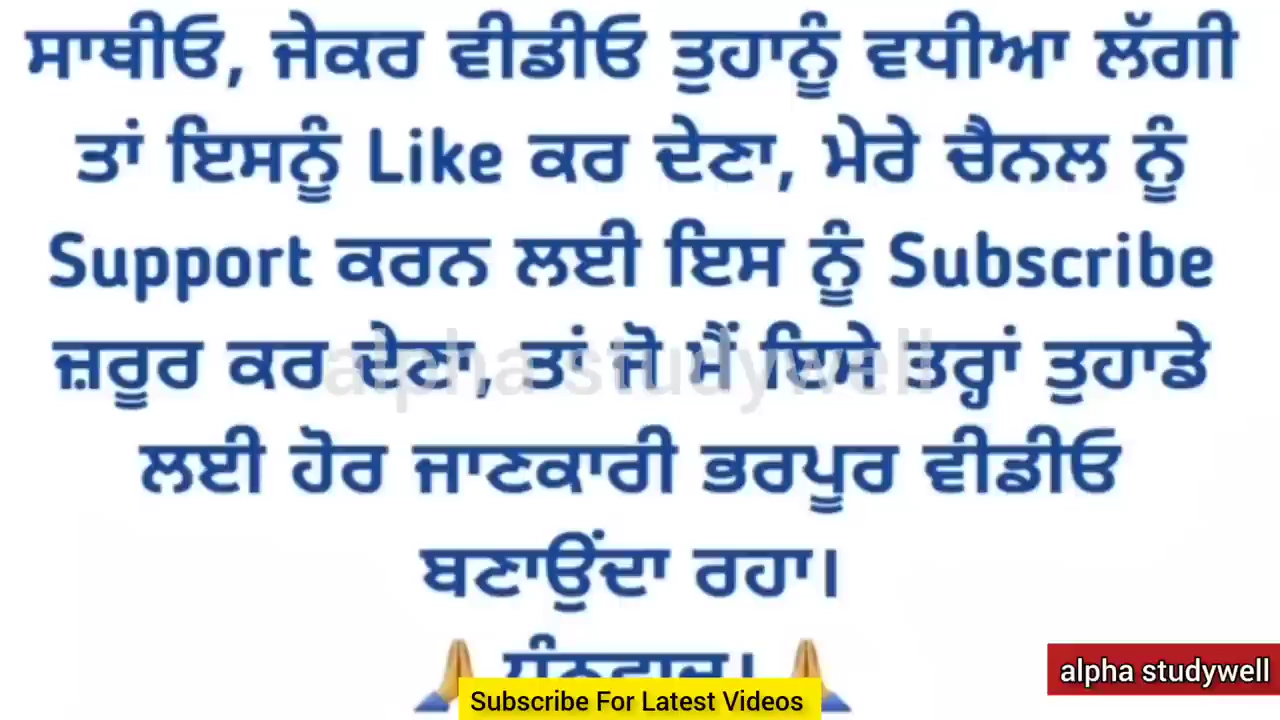 ਸਾਥੀਓ, ਜੇਕਰ ਵੀਡੀਓ ਤੁਹਾਨੂੰ ਵਧੀਆ ਲੱਗੀ
ਤਾਂ ਇਸਨੂੰ Like ਕਰ ਦੇਣਾ, ਮੇਰੇ ਚੈਨਲ ਨੂੰ
Support ਕਰਨ ਲਈ ਇਸ ਨੂੰ Subscribe
ਜ਼ਰੂਰ ਕਰ ਦੇਣਾ, ਤਾਂ ਜੋ ਮੈਂ ਇਸੇ ਤਰ੍ਹਾਂ ਤੁਹਾਡੇ
alpha studywell
ਲਈ ਹੋਰ ਜਾਣਕਾਰੀ ਭਰਪੂਰ ਵੀਡੀਓ
ਬਣਾਉਂਦਾ ਰਹਾ।
🙏 ਧੰਨਵਾਦ। 🙏
alpha studywell
Subscribe For Latest Videos